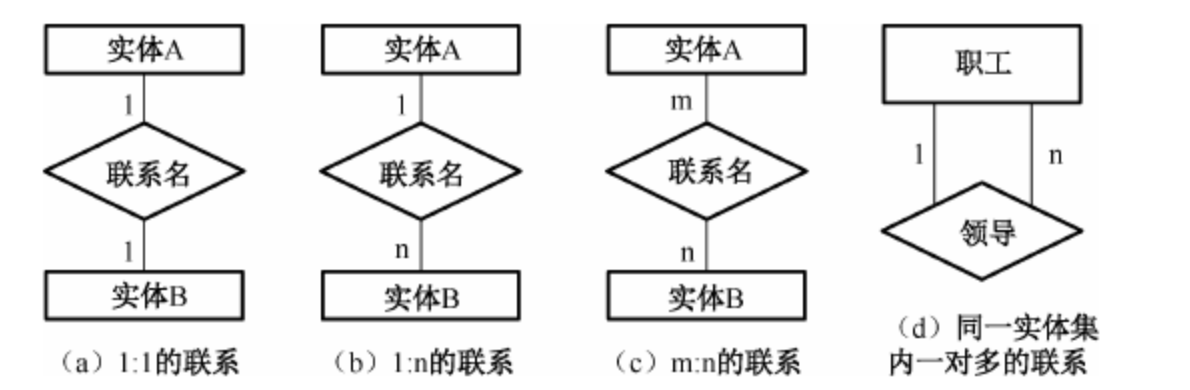 实体A
1
联系名
1
实体B
（a）1:1的联系
实体A
1
联系名
n
实体B
（b）1:n的联系
实体A
m
联系名
n
实体B
（c）m:n的联系
职工
1
n
领导
（d）同一实体集
内一对多的联系